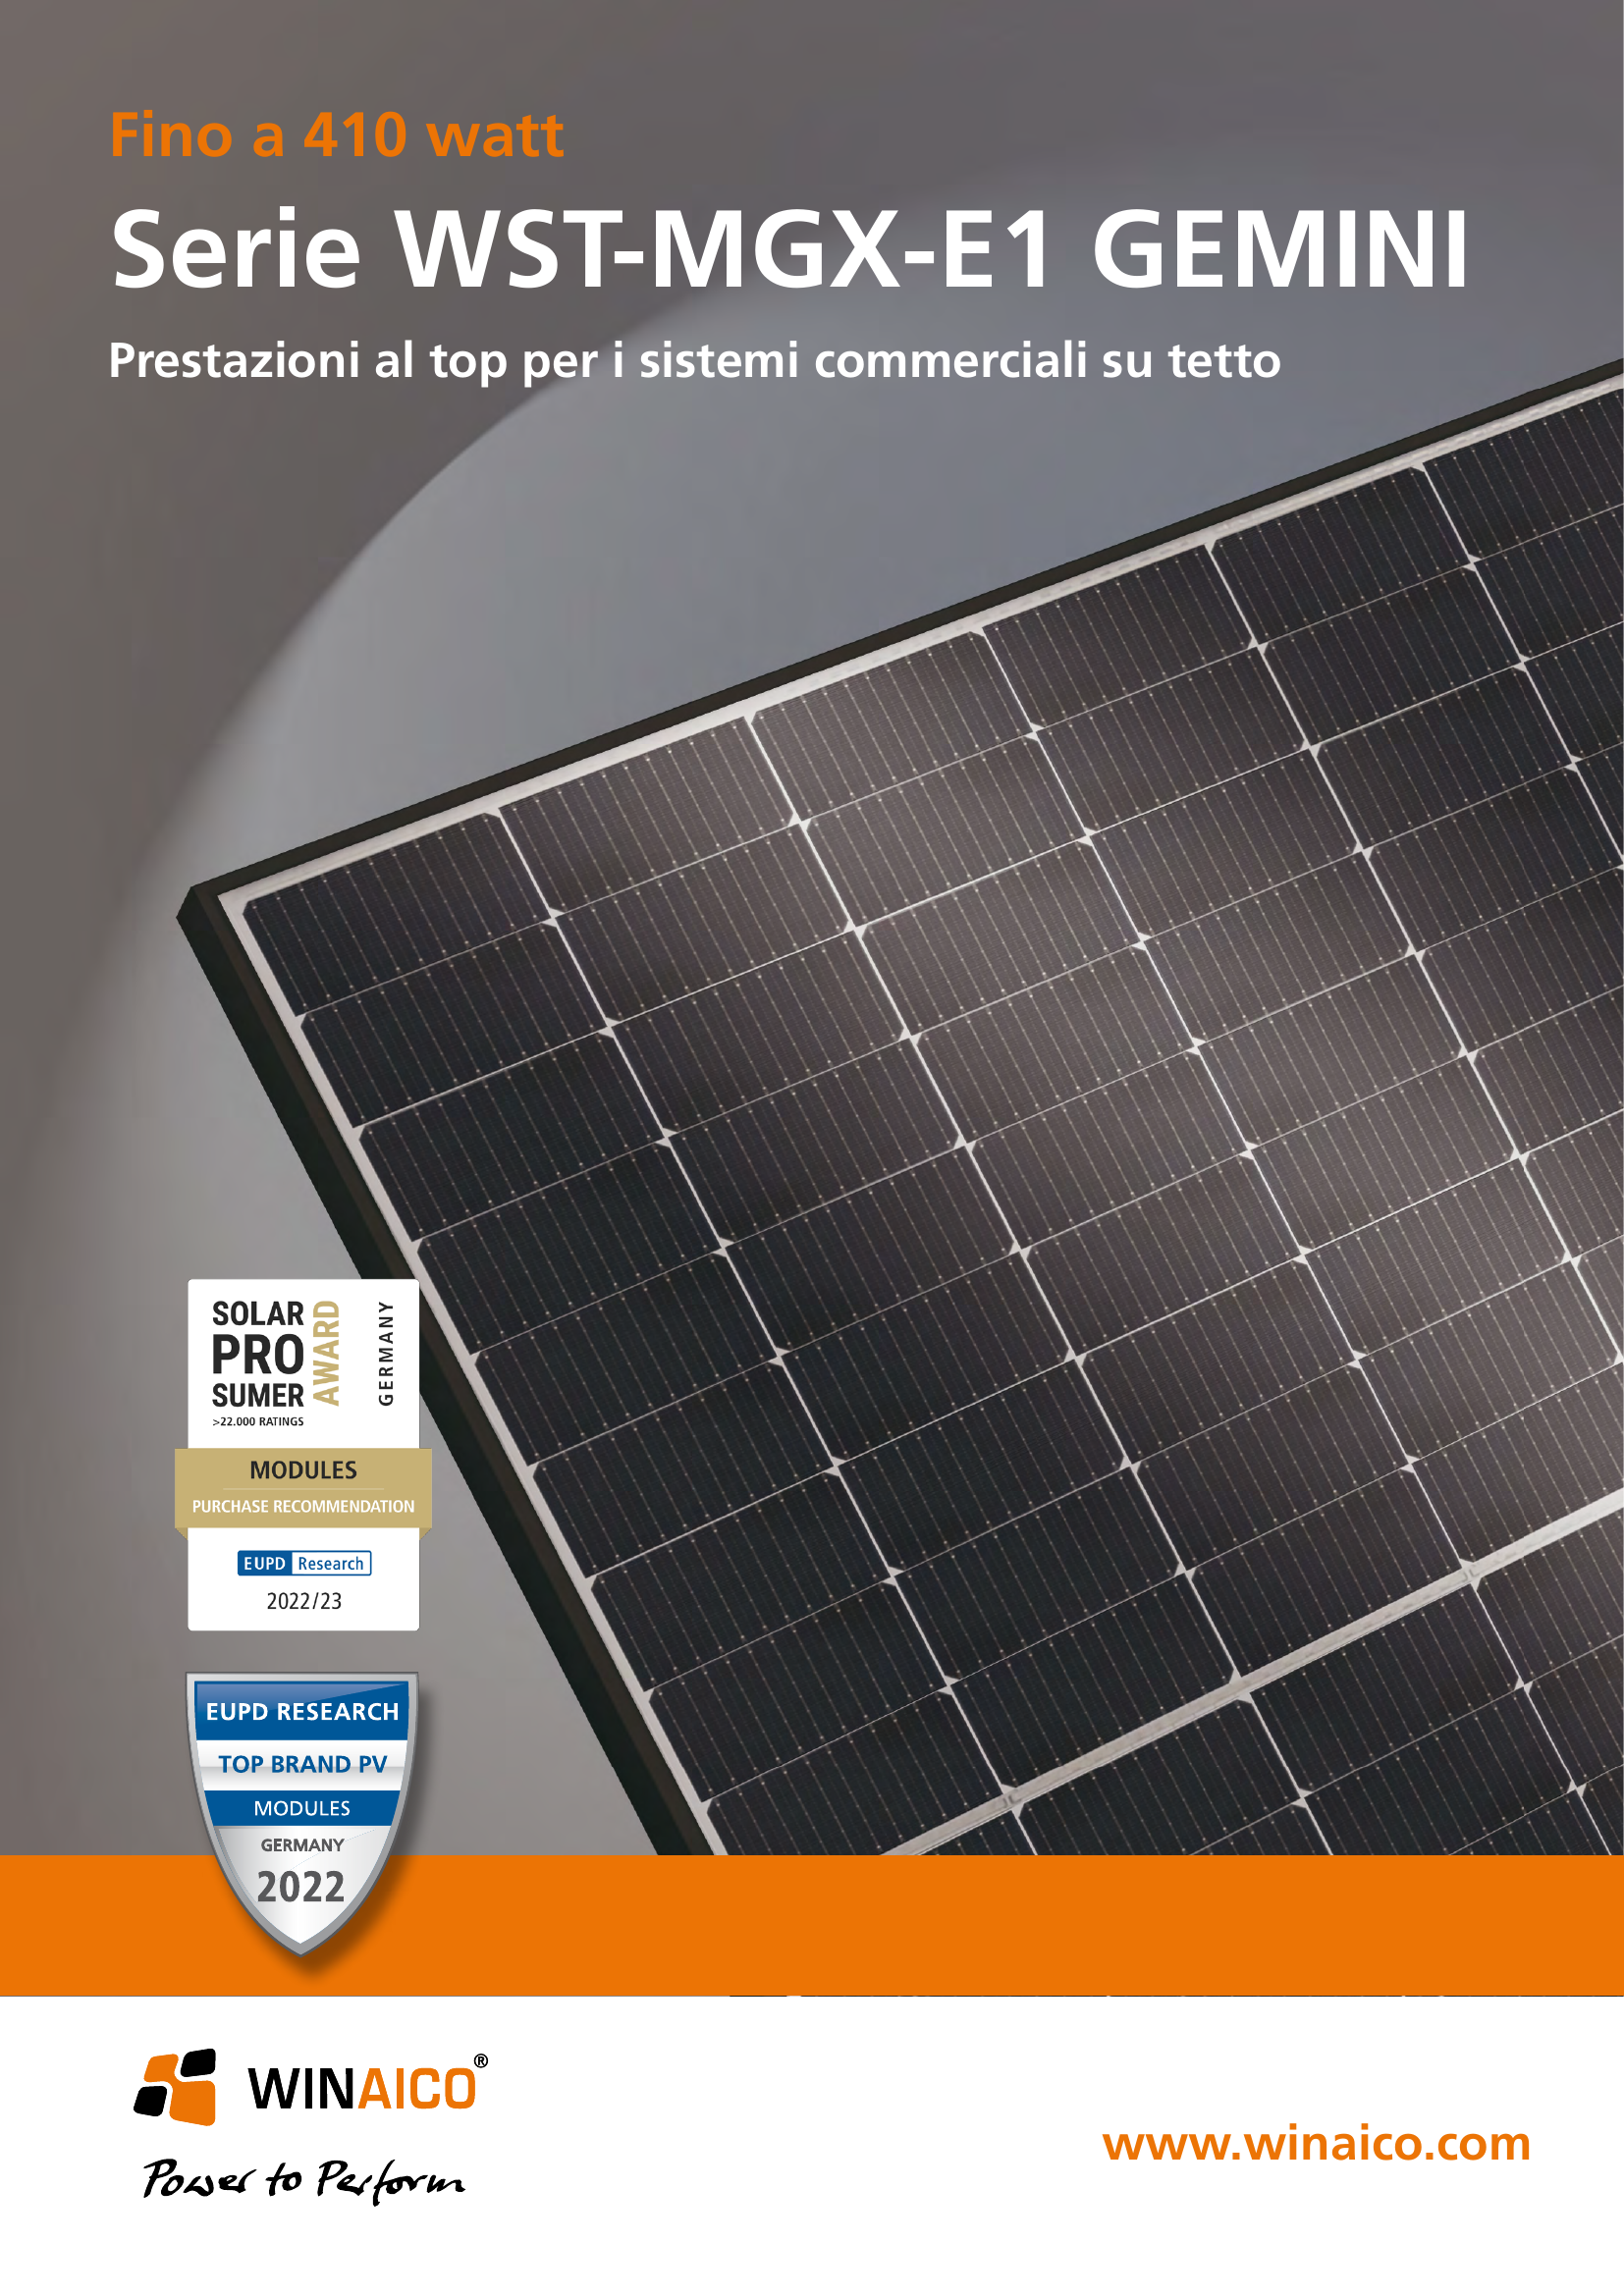 Fino a 410 watt
Serie WST-MGX-E1 GEMINI
Prestazioni al top per i sistemi commerciali su tetto
SOLAR
PRO
SUMER
AWARD
GERMANY
>22.000 RATINGS
MODULES
PURCHASE RECOMMENDATION
EUPD Research
2022/23
EUPD RESEARCH
TOP BRAND PV
MODULES
GERMANY
2022
WINAICO®
Power to Perform
www.winaico.com